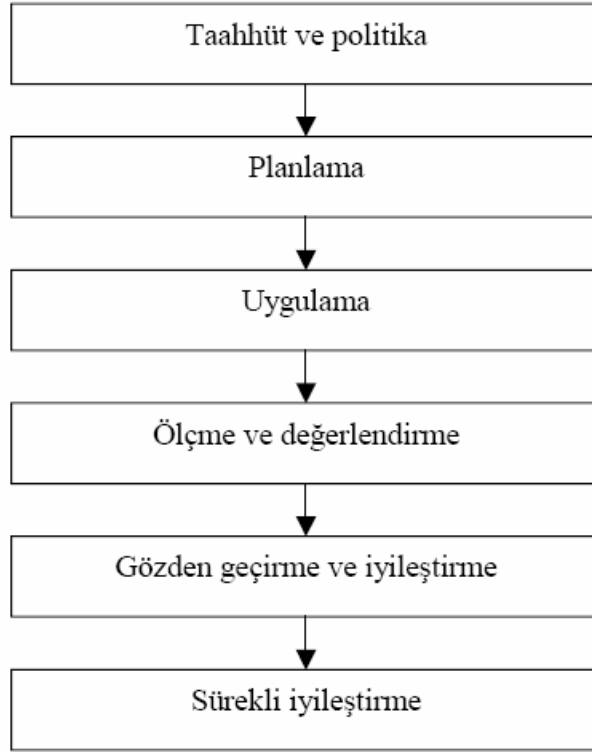 Taahhüt ve politika
Planlama
Uygulama
Ölçme ve değerlendirme
Gözden geçirme ve iyileştirme
Sürekli iyileştirme